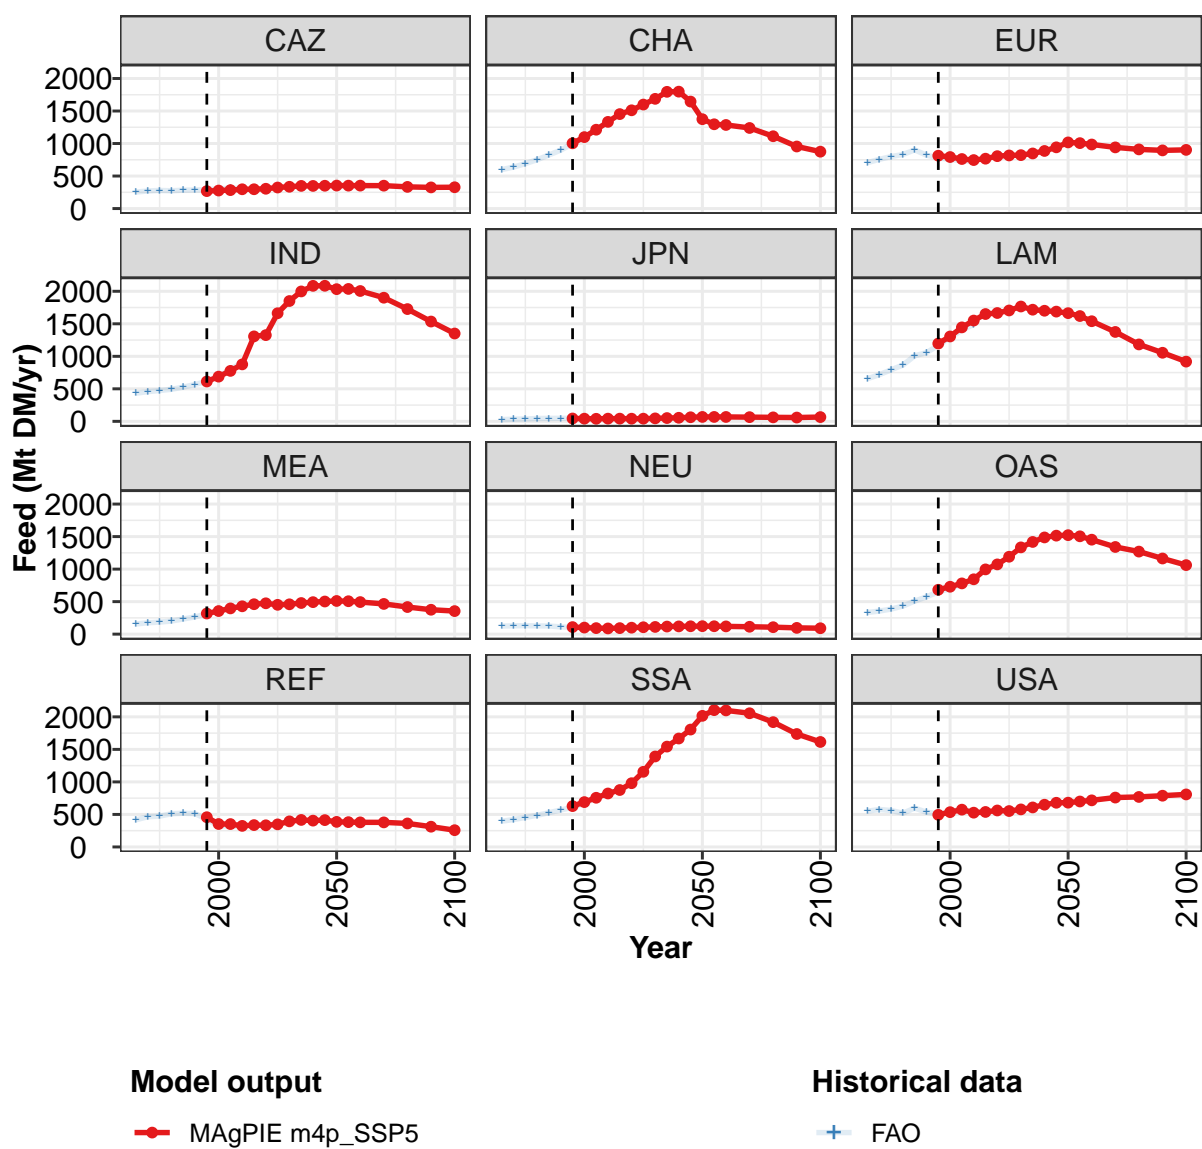 CAZ CHA EUR
2000
1500
1000
500
0
IND JPN LAM
2000
1500
1000
500
0
Feed (Mt DM/yr)
MEA NEU OAS
2000
1500
1000
500
0
REF SSA USA
2000
1500
1000
500
0
2000 2050 2100 2000 2050 2100 2000 2050 2100
Year
Model output Historical data
MAgPIE m4p_SSP5 FAO